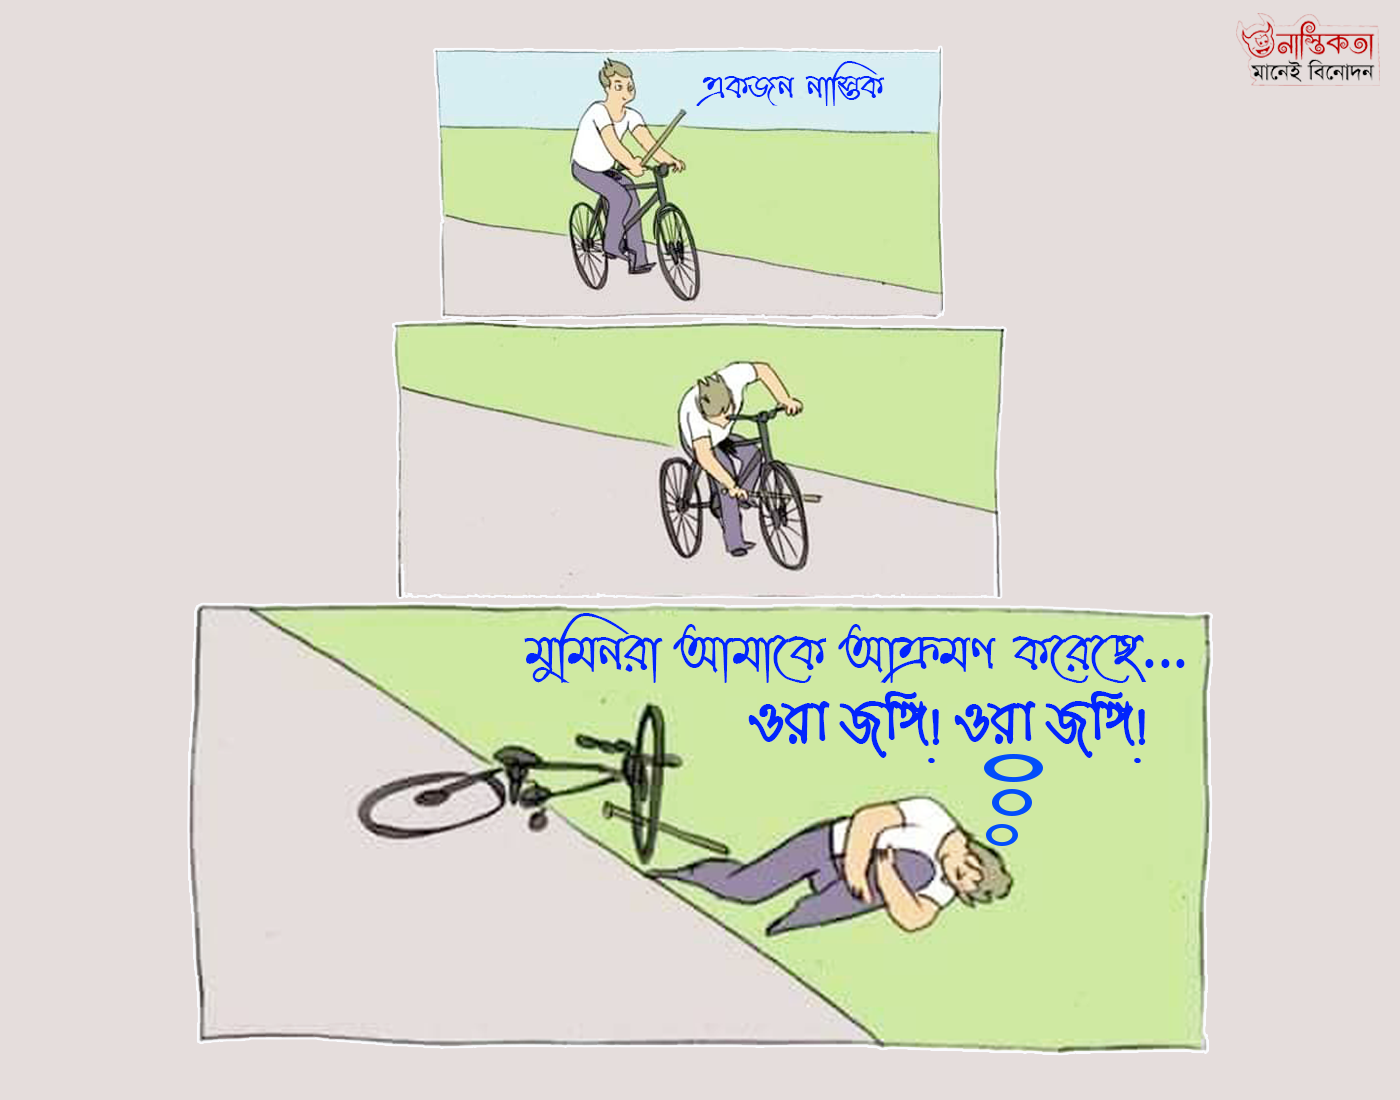 নাস্তিকতা
মানেই বিনোদন
একজন নাস্তিক
মুমিনরা আমাকে আক্রমণ করেছে...
ওরা জঙ্গি! ওরা জঙ্গি!